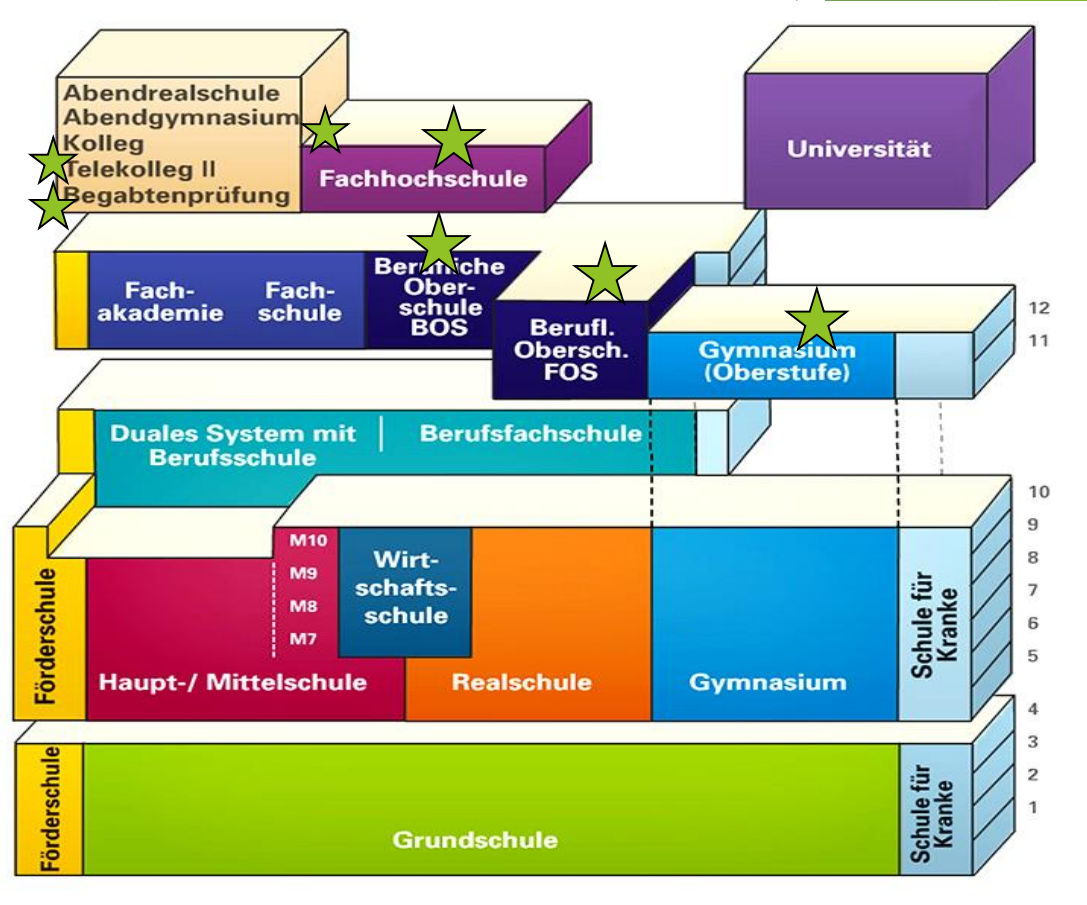 Abendrealschule
Abendgymnasium
Kolleg
Telekolleg II
Begabtenprüfung
Fachhochschule
Universität
Fach-
akademie
Fach-
schule
Berufliche
Ober-
schule
BOS
Berufl.
Obersch.
FOS
Gymnasium
(Oberstufe)
12
11
Duales System mit
Berufsschule
Berufsfachschule
Förderschule
Haupt-/ Mittelschule
M10
M9
M8
M7
Wirt-
schafts-
schule
Realschule
Gymnasium
Schule für
Kranke
10
9
8
7
6
5
Förderschule
Grundschule
Schule für
Kranke
4
3
2
1